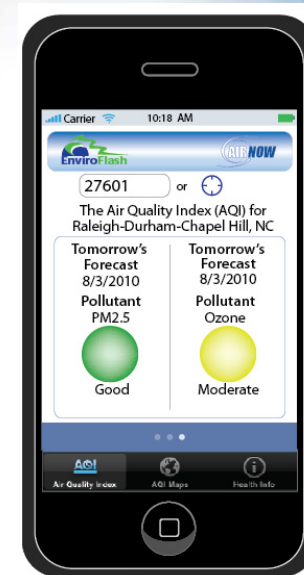 Carrier 10:18 AM
EnviroFlash AIRNOW
27601 or
The Air Quality Index (AQI) for
Raleigh-Durham-Chapel Hill, NC
Tomorrow's
Forecast
8/3/2010
Pollutant
PM2.5
Good
Tomorrow's
Forecast
8/3/2010
Pollutant
Ozone
Moderate
AQI
Air Quality Index AQI Maps Health Info